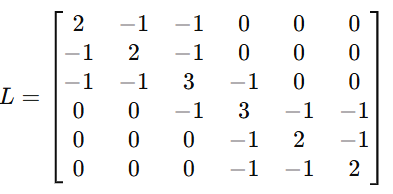 L =
2 −1 −1 0 0 0
−1 2 −1 0 0 0
−1 −1 3 −1 0 0
0 0 −1 3 −1 −1
0 0 0 −1 2 −1
0 0 0 −1 −1 2